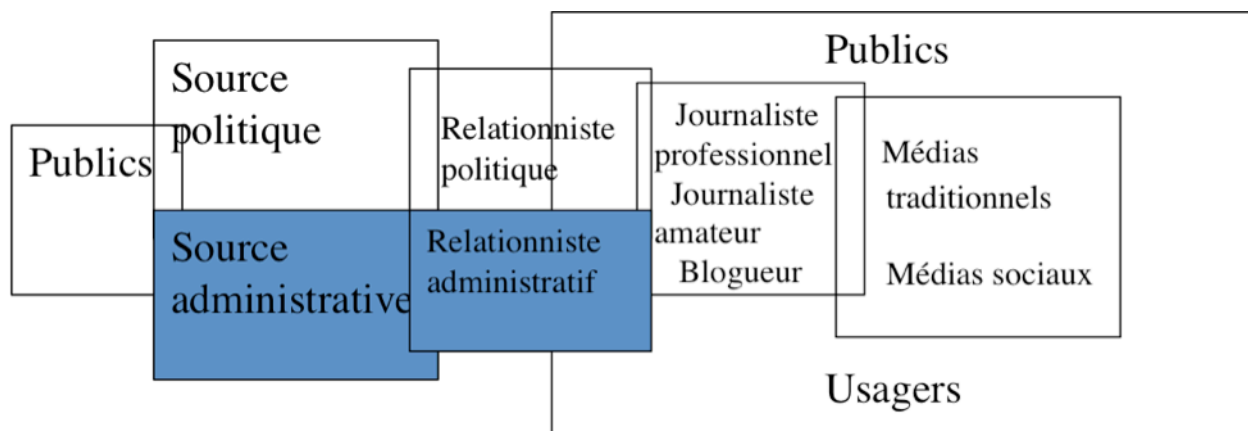 Publics
Source
politique
Source
administrative
Relationniste
politique
Relationniste
administratif
Publics
Journaliste
professionnel
Journaliste
amateur
Blogueur
Médias
traditionnels
Médias sociaux
Usagers